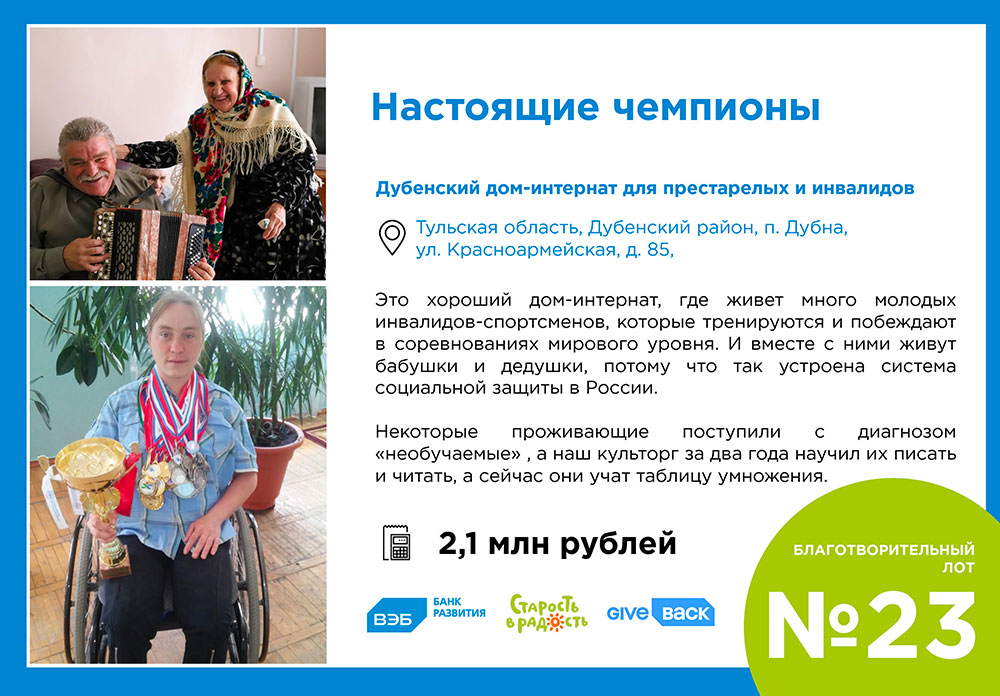 Настоящие чемпионы
Дубенский дом-интернат для престарелых и инвалидов
Тульская область, Дубенский район, п. Дубна,
ул. Красноармейская, д. 85,
Это хороший дом-интернат, где живет много молодых
инвалидов-спортсменов, которые тренируются и побеждают
в соревнованиях мирового уровня. И вместе с ними живут
бабушки и дедушки, потому что так устроена система
социальной защиты в России.
Некоторые проживающие поступили с диагнозом
«необучаемые» , а наш культорг за два года научил их писать
и читать, а сейчас они учат таблицу умножения.
2,1 млн рублей
ВЭБ
БАНК
РАЗВИТИЯ
Старость
в радость
GIVE BACK
БЛАГОТВОРИТЕЛЬНЫЙ
ЛОТ
№23